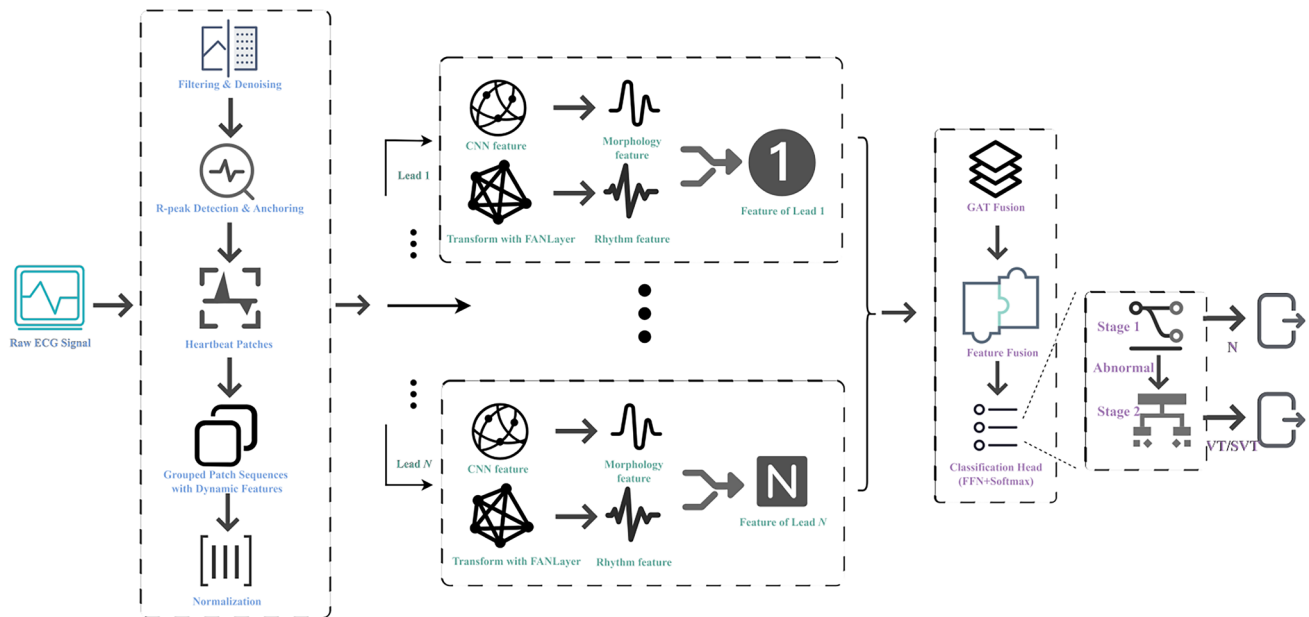 Raw ECG Signal
Filtering & Denoising
R-peak Detection & Anchoring
Heartbeat Patches
Grouped Patch Sequences
with Dynamic Features
Normalization
Lead 1
CNN feature
Morphology
feature
Transform with FANLayer
Rhythm feature
1
Feature of Lead 1
Lead N
CNN feature
Morphology
feature
Transform with FANLayer
Rhythm feature
N
Feature of Lead N
GAT Fusion
Feature Fusion
Classification Head
(FFN+Softmax)
Stage 1
Abnormal
Stage 2
N
VT/SVT